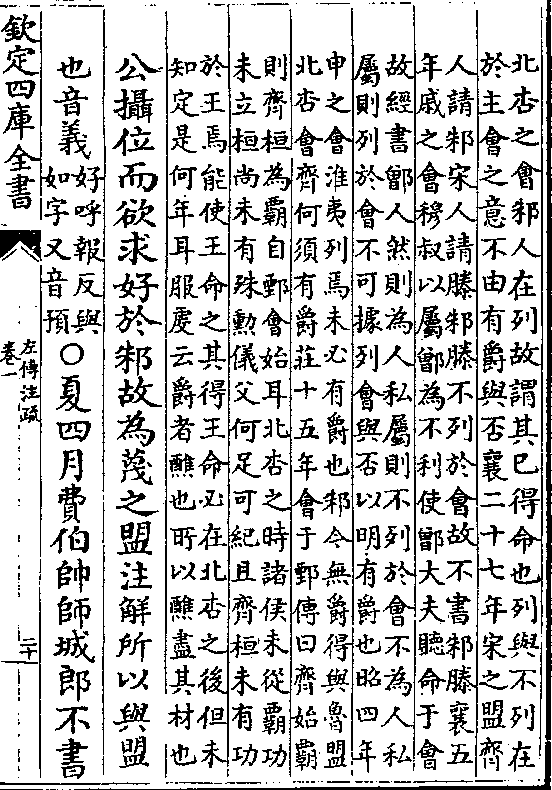 北杏之會邾人在列故謂其已得命也列與不列在
於主會之意不由有爵與否襄二十七年宋之盟齊
人請邾宋人請滕邾滕不列於會故不書邾滕襄五
年戚之會穆叔以屬鄫為不利使鄫大夫聽命于會
故經書鄫人然則為人私屬則不列於會不為人私
屬則列於會不可據列會與否以明有爵也昭四年
申之會淮夷列焉未必有爵也邾今無爵得與魯盟
北杏會齊何須有爵莊十五年會于鄄傳曰齊始霸
則齊桓為霸自鄄會始耳北杏之時諸侯未從霸功
未立桓尚未有殊勲儀父何足可紀且齊桓未有功
於王焉能使王命之其得王命必在北杏之後但未
知定是何年耳服虔云爵者醮也所以醮盡其材也
公攝位而欲求好於邾故為蔑之盟注解所以與盟
也音義好呼報反與如字又音預○夏四月費伯帥師城郎不書
欽定四庫全書
左傳注疏
卷一
二十